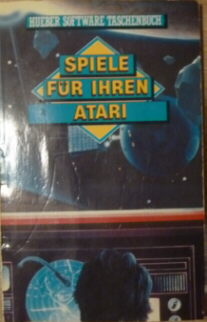 HUEBER SOFTWARE TASCHENBUCH
SPIELE
FÜR IHREN
ATARI